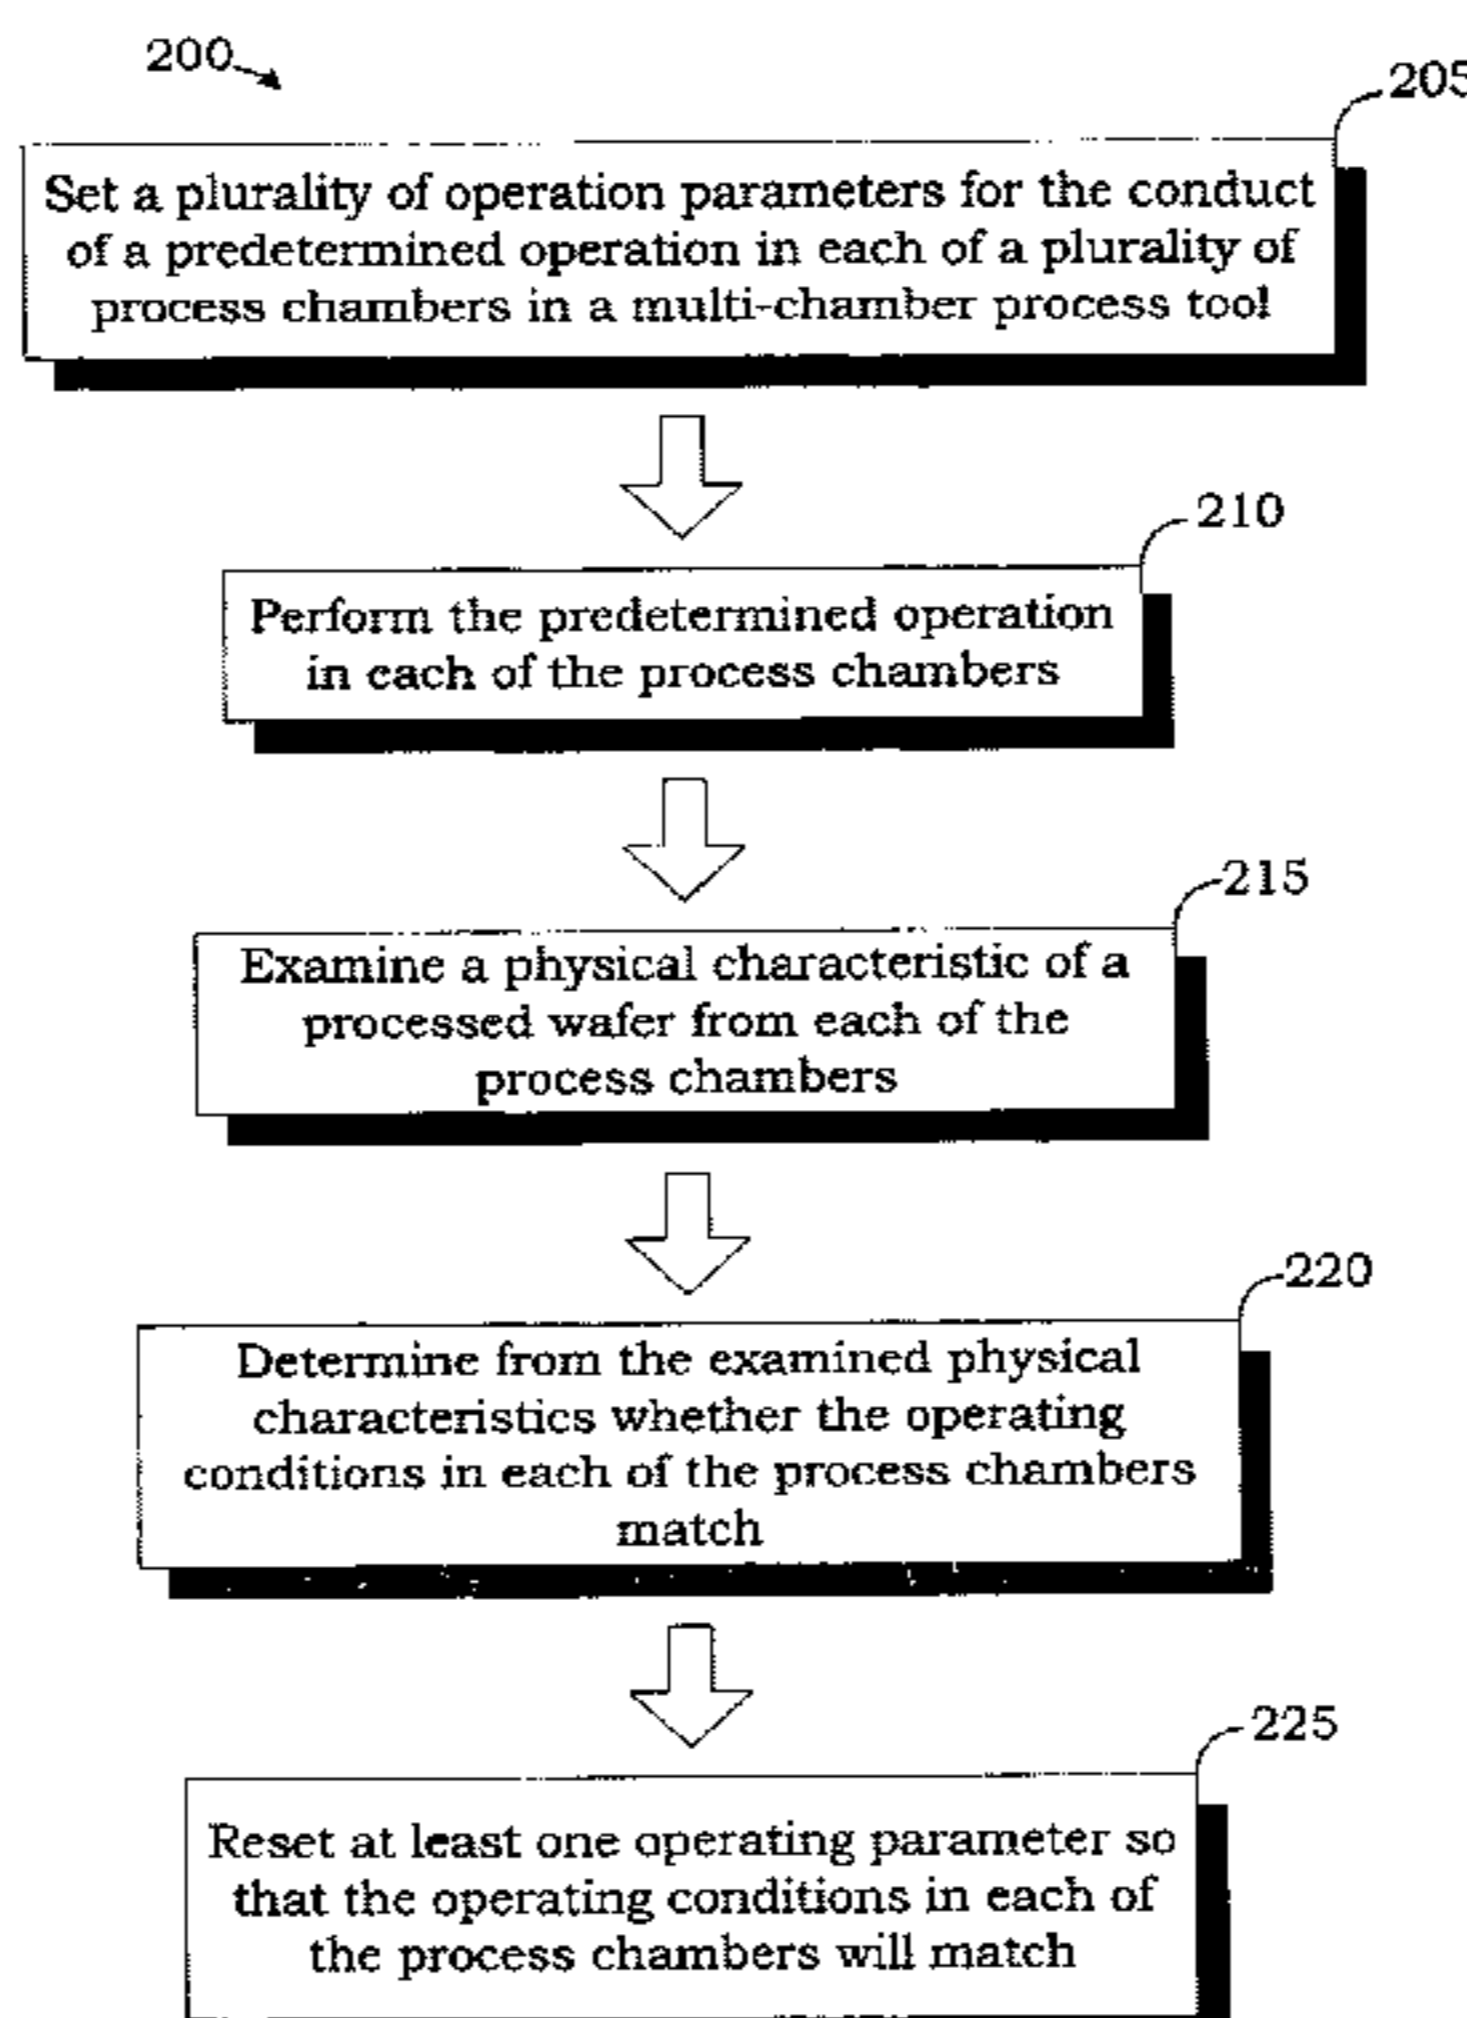 200
205
Set a plurality of operation parameters for the conduct
of a predetermined operation in each of a plurality of
process chambers in a multi-chamber process tool
210
Perform the predetermined operation
in each of the process chambers
215
Examine a physical characteristic of a
processed wafer from each of the
process chambers
220
Determine from the examined physical
characteristics whether the operating
conditions in each of the process chambers
match
225
Reset at least one operating parameter so
that the operating conditions in each of
the process chambers will match